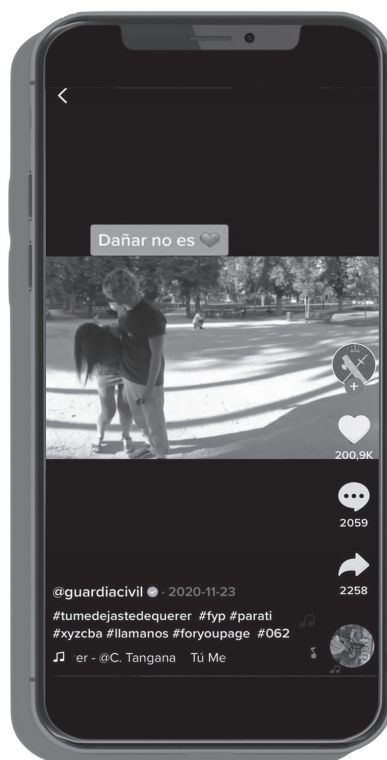 Dañar no es 🖤
200,9K
2059
2258
@guardiacivil · 2020-11-23
#tumedejastedequerer #fyp #parati
#xyzcba #llamanos #foryoupage #062
er - @C. Tangana Tú Me